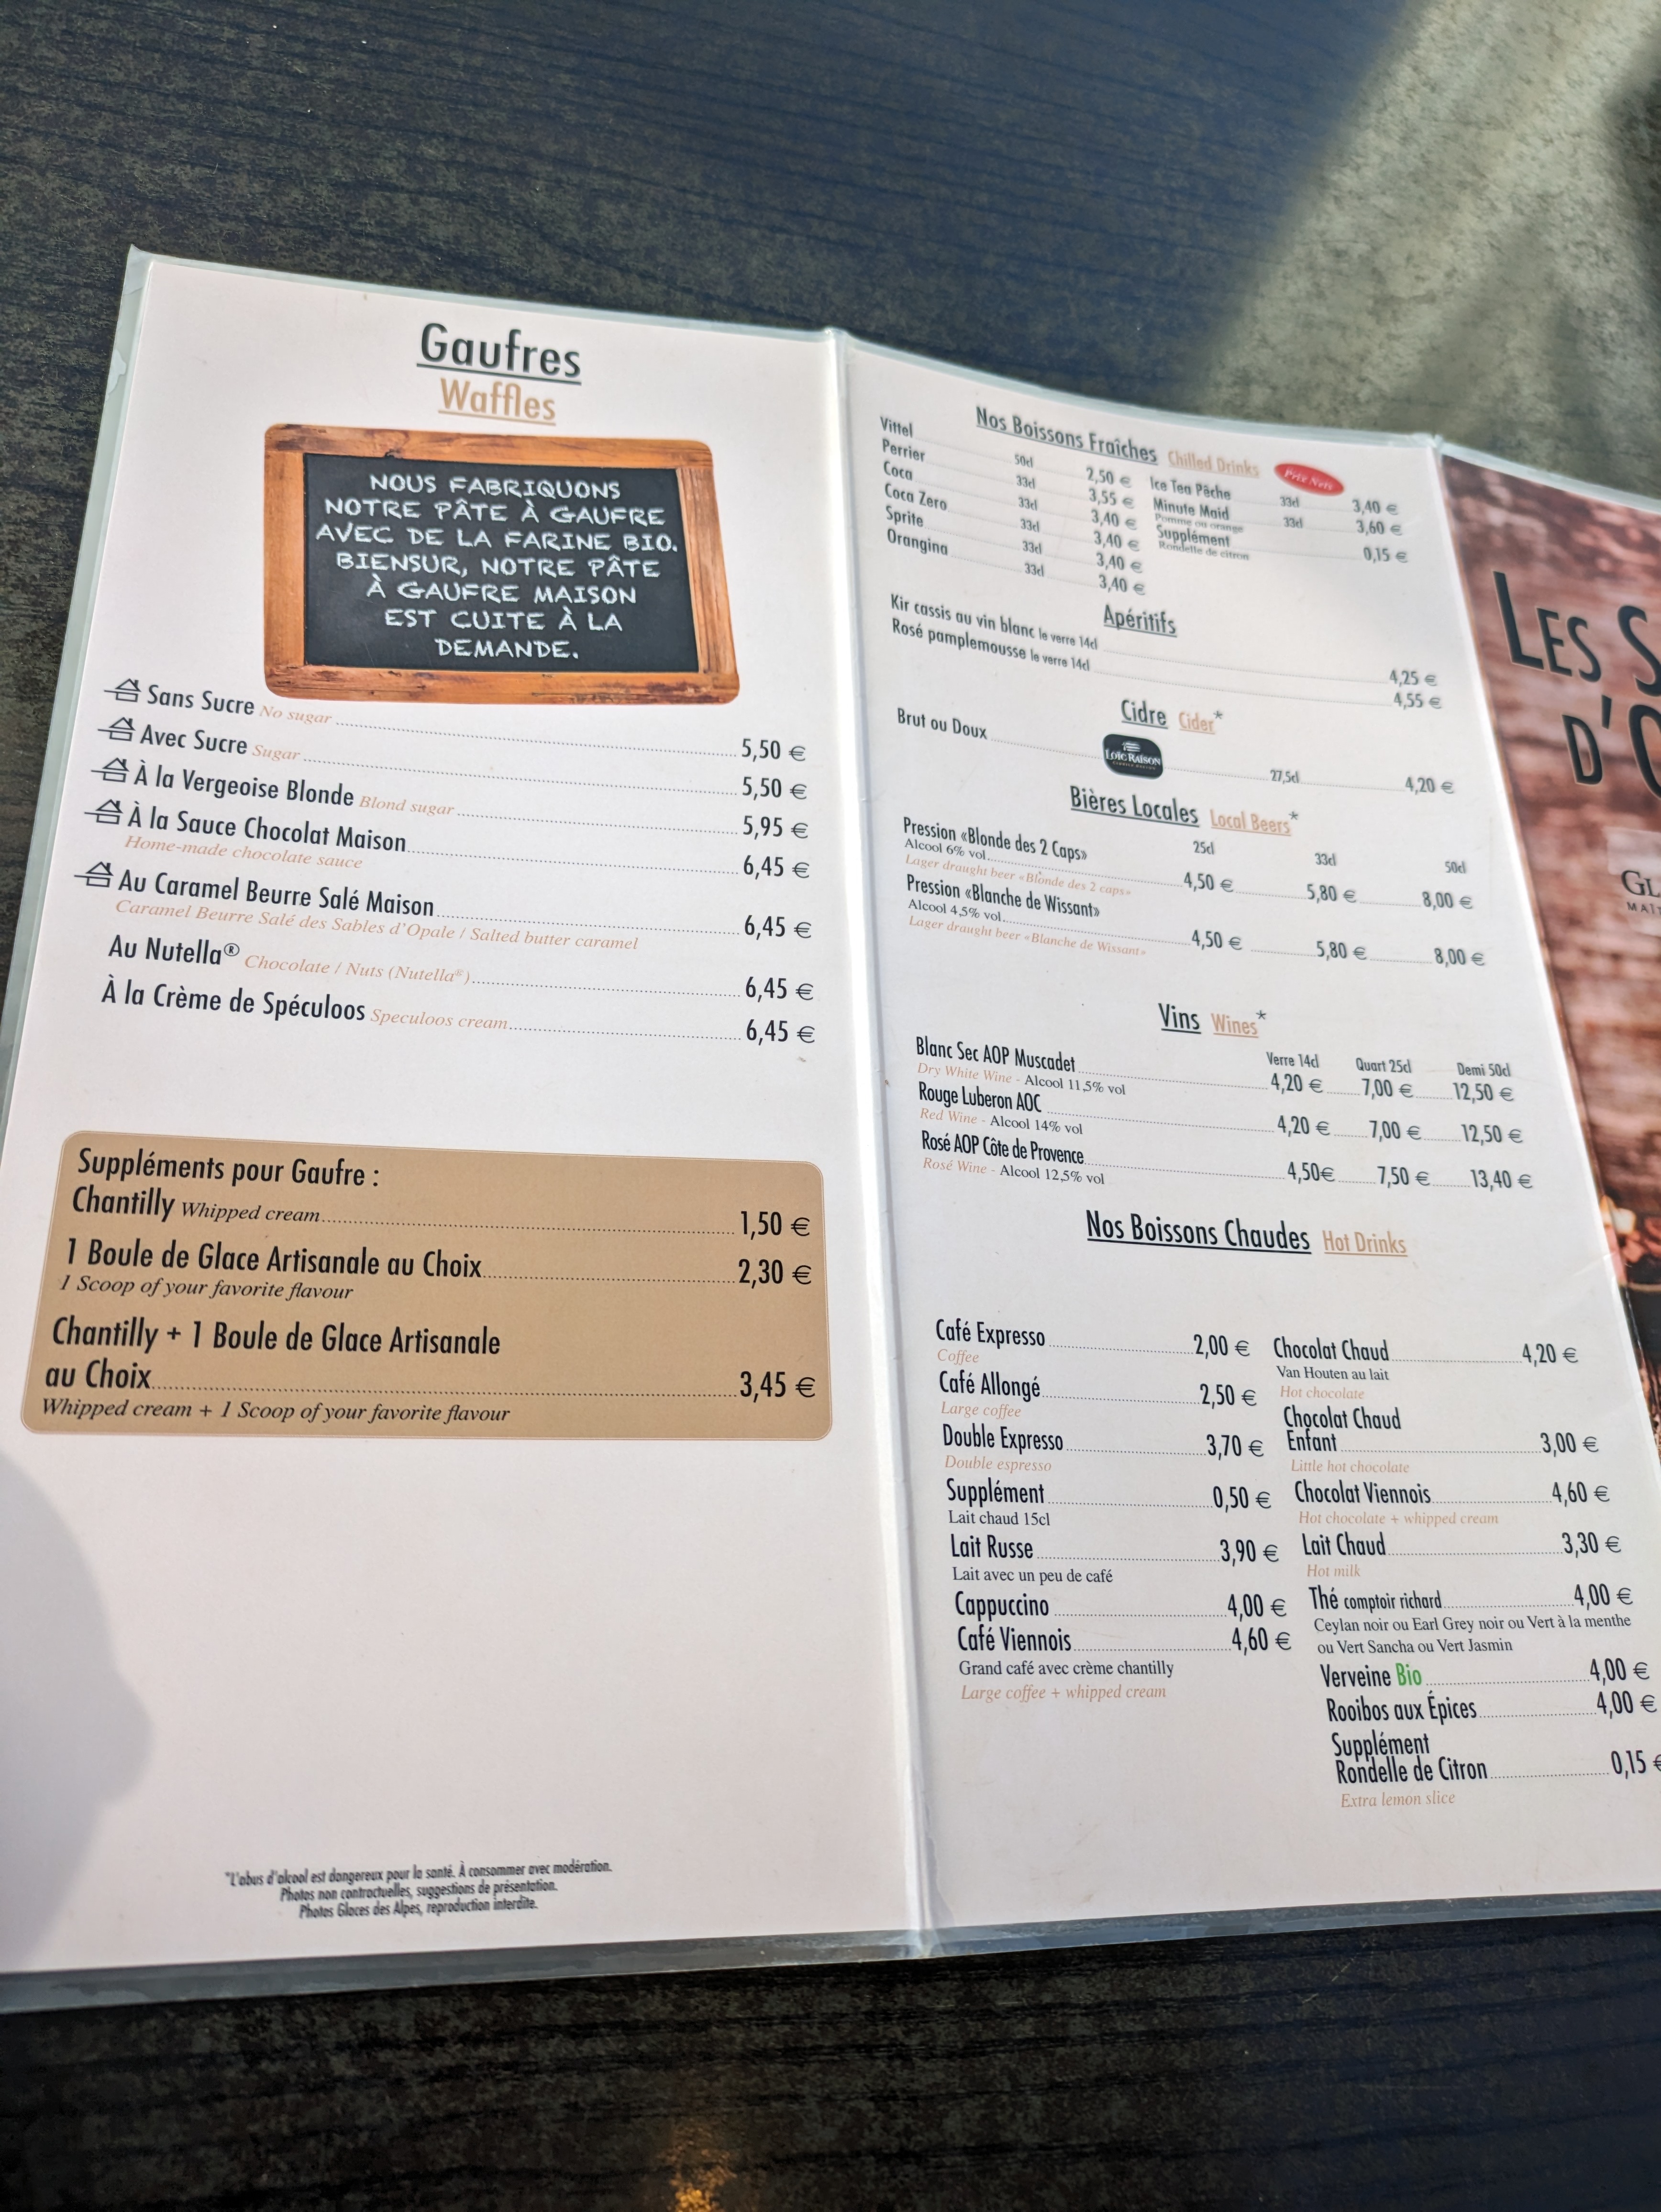 Gaufres
Waffles
NOUS FABRIQUONS
NOTRE PÂTE À GAUFRE
AVEC DE LA FARINE BIO.
BIENSUR, NOTRE PÂTE
À GAUFRE MAISON
EST CUITE À LA
DEMANDE.
Sans Sucre No sugar 5,50 €
Avec Sucre Sugar 5,50 €
À la Vergeoise Blonde Blond sugar 5,95 €
À la Sauce Chocolat Maison 6,45 €
Home-made chocolate sauce
Au Caramel Beurre Salé Maison 6,45 €
Caramel Beurre Salé des Sables d'Opale / Salted butter caramel
Au Nutella® Chocolate / Nuts (Nutella®) 6,45 €
À la Crème de Spéculoos Speculoos cream 6,45 €
Suppléments pour Gaufre :
Chantilly Whipped cream 1,50 €
1 Boule de Glace Artisanale au Choix 2,30 €
1 Scoop of your favorite flavour
Chantilly + 1 Boule de Glace Artisanale
au Choix 3,45 €
Whipped cream + 1 Scoop of your favorite flavour
*L'abus d'alcool est dangereux pour la santé. À consommer avec modération.
Photos non contractuelles, suggestions de présentation.
Photos Glaces des Alpes, reproduction interdite.
Nos Boissons Fraîches Chilled Drinks Prix Nets
Vittel 50cl 2,50 €
Perrier 33cl 3,55 €
Coca 33cl 3,40 €
Coca Zero 33cl 3,40 €
Sprite 33cl 3,40 €
Orangina 33cl 3,40 €
Ice Tea Pêche 33cl 3,40 €
Minute Maid 33cl 3,60 €
Pomme ou orange
Supplément 0,15 €
Rondelle de citron
Apéritifs
Kir cassis au vin blanc le verre 14cl 4,25 €
Rosé pamplemousse le verre 14cl 4,55 €
Cidre Cider*
Brut ou Doux LOÏC RAISON 27,5cl 4,20 €
Bières Locales Local Beers*
25cl 33cl 50cl
Pression «Blonde des 2 Caps»
Alcool 6% vol 4,50 € 5,80 € 8,00 €
Lager draught beer «Blonde des 2 caps»
Pression «Blanche de Wissant»
Alcool 4,5% vol 4,50 € 5,80 € 8,00 €
Lager draught beer «Blanche de Wissant»
Vins Wines*
Verre 14cl Quart 25cl Demi 50cl
Blanc Sec AOP Muscadet 4,20 € 7,00 € 12,50 €
Dry White Wine - Alcool 11,5% vol
Rouge Luberon AOC 4,20 € 7,00 € 12,50 €
Red Wine - Alcool 14% vol
Rosé AOP Côte de Provence 4,50€ 7,50 € 13,40 €
Rosé Wine - Alcool 12,5% vol
Nos Boissons Chaudes Hot Drinks
Café Expresso 2,00 €
Coffee
Café Allongé 2,50 €
Large coffee
Double Expresso 3,70 €
Double espresso
Supplément 0,50 €
Lait chaud 15cl
Lait Russe 3,90 €
Lait avec un peu de café
Cappuccino 4,00 €
Café Viennois 4,60 €
Grand café avec crème chantilly
Large coffee + whipped cream
Chocolat Chaud 4,20 €
Van Houten au lait
Hot chocolate
Chocolat Chaud
Enfant 3,00 €
Little hot chocolate
Chocolat Viennois 4,60 €
Hot chocolate + whipped cream
Lait Chaud 3,30 €
Hot milk
Thé comptoir richard 4,00 €
Ceylan noir ou Earl Grey noir ou Vert à la menthe
ou Vert Sancha ou Vert Jasmin
Verveine Bio 4,00 €
Rooibos aux Épices 4,00 €
Supplément
Rondelle de Citron 0,15 €
Extra lemon slice
LES S
D'O
GL
MAÎT